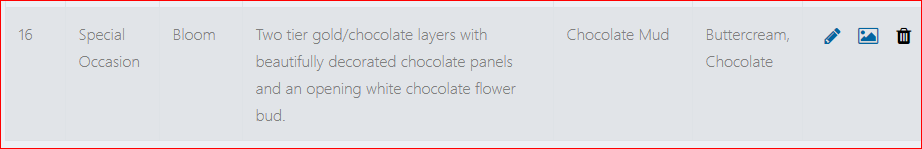 16
Special
Occasion
Bloom
Two tier gold/chocolate layers with
beautifully decorated chocolate panels
and an opening white chocolate flower
bud.
Chocolate Mud
Buttercream,
Chocolate